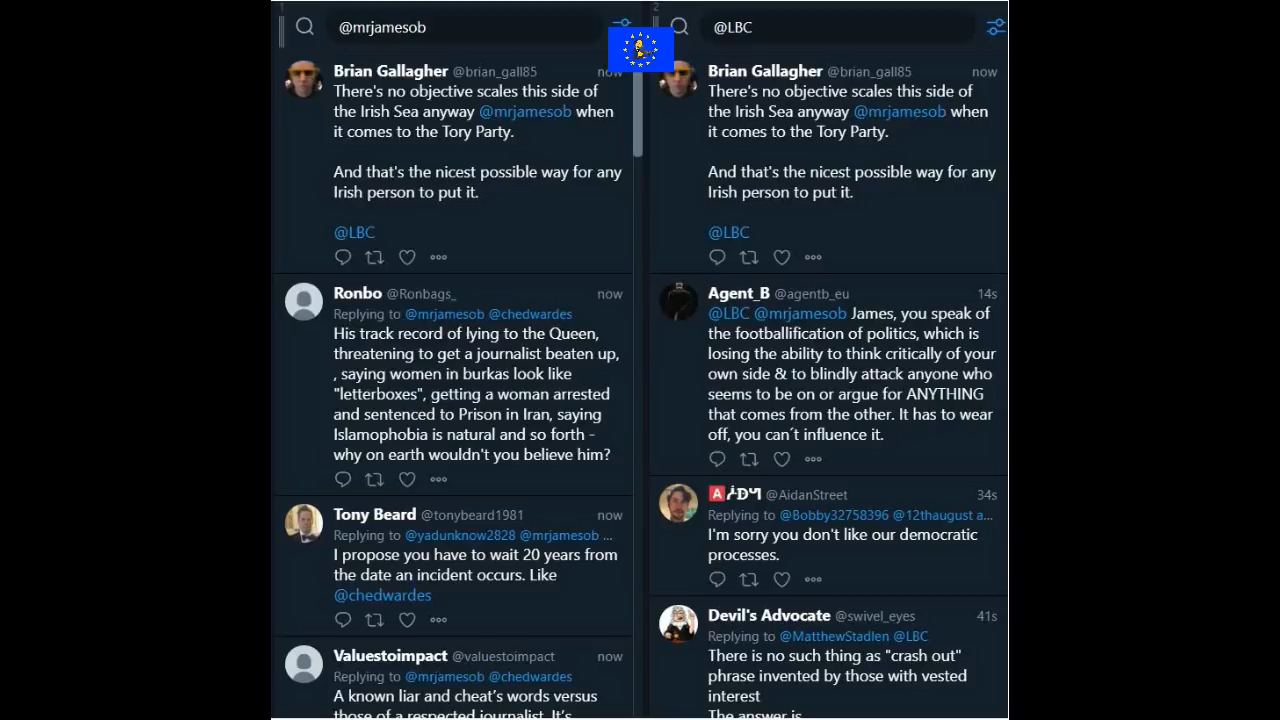 1
@mrjamesob
Brian Gallagher @brian_gall85 now
There's no objective scales this side of
the Irish Sea anyway @mrjamesob when
it comes to the Tory Party.
And that's the nicest possible way for any
Irish person to put it.
@LBC
Ronbo @Ronbags_ now
Replying to @mrjamesob @chedwardes
His track record of lying to the Queen,
threatening to get a journalist beaten up,
, saying women in burkas look like
"letterboxes", getting a woman arrested
and sentenced to Prison in Iran, saying
Islamophobia is natural and so forth -
why on earth wouldn't you believe him?
Tony Beard @tonybeard1981 now
Replying to @yadunknow2828 @mrjamesob ...
I propose you have to wait 20 years from
the date an incident occurs. Like
@chedwardes
Valuestoimpact @valuestoimpact now
Replying to @mrjamesob @chedwardes
A known liar and cheat’s words versus
those of a respected journalist. It’s
2
@LBC
Brian Gallagher @brian_gall85 now
There's no objective scales this side of
the Irish Sea anyway @mrjamesob when
it comes to the Tory Party.
And that's the nicest possible way for any
Irish person to put it.
@LBC
Agent_B @agentb_eu 14s
@LBC @mrjamesob James, you speak of
the footballification of politics, which is
losing the ability to think critically of your
own side & to blindly attack anyone who
seems to be on or argue for ANYTHING
that comes from the other. It has to wear
off, you can´t influence it.
@AidanStreet 34s
Replying to @Bobby32758396 @12thaugust a...
I'm sorry you don't like our democratic
processes.
Devil's Advocate @swivel_eyes 41s
Replying to @MatthewStadlen @LBC
There is no such thing as "crash out"
phrase invented by those with vested
interest
The answer is